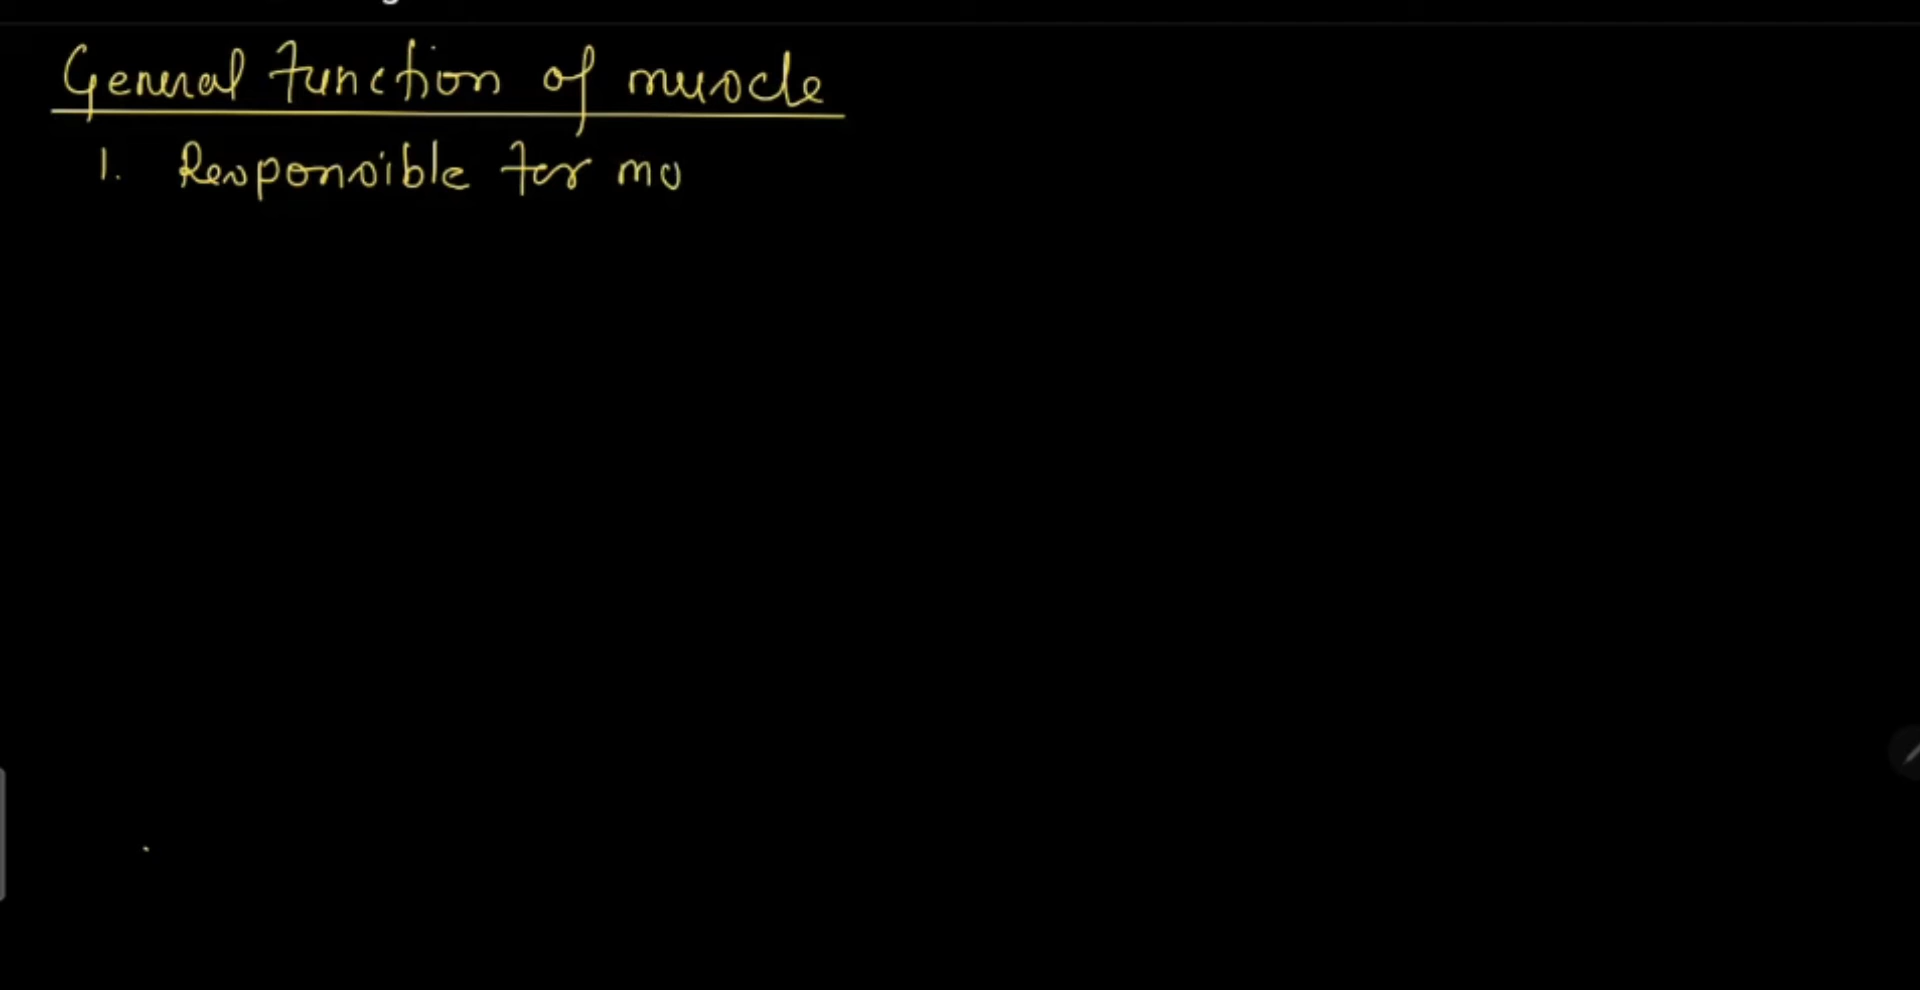 General function of muscle
1. Responsible for mo